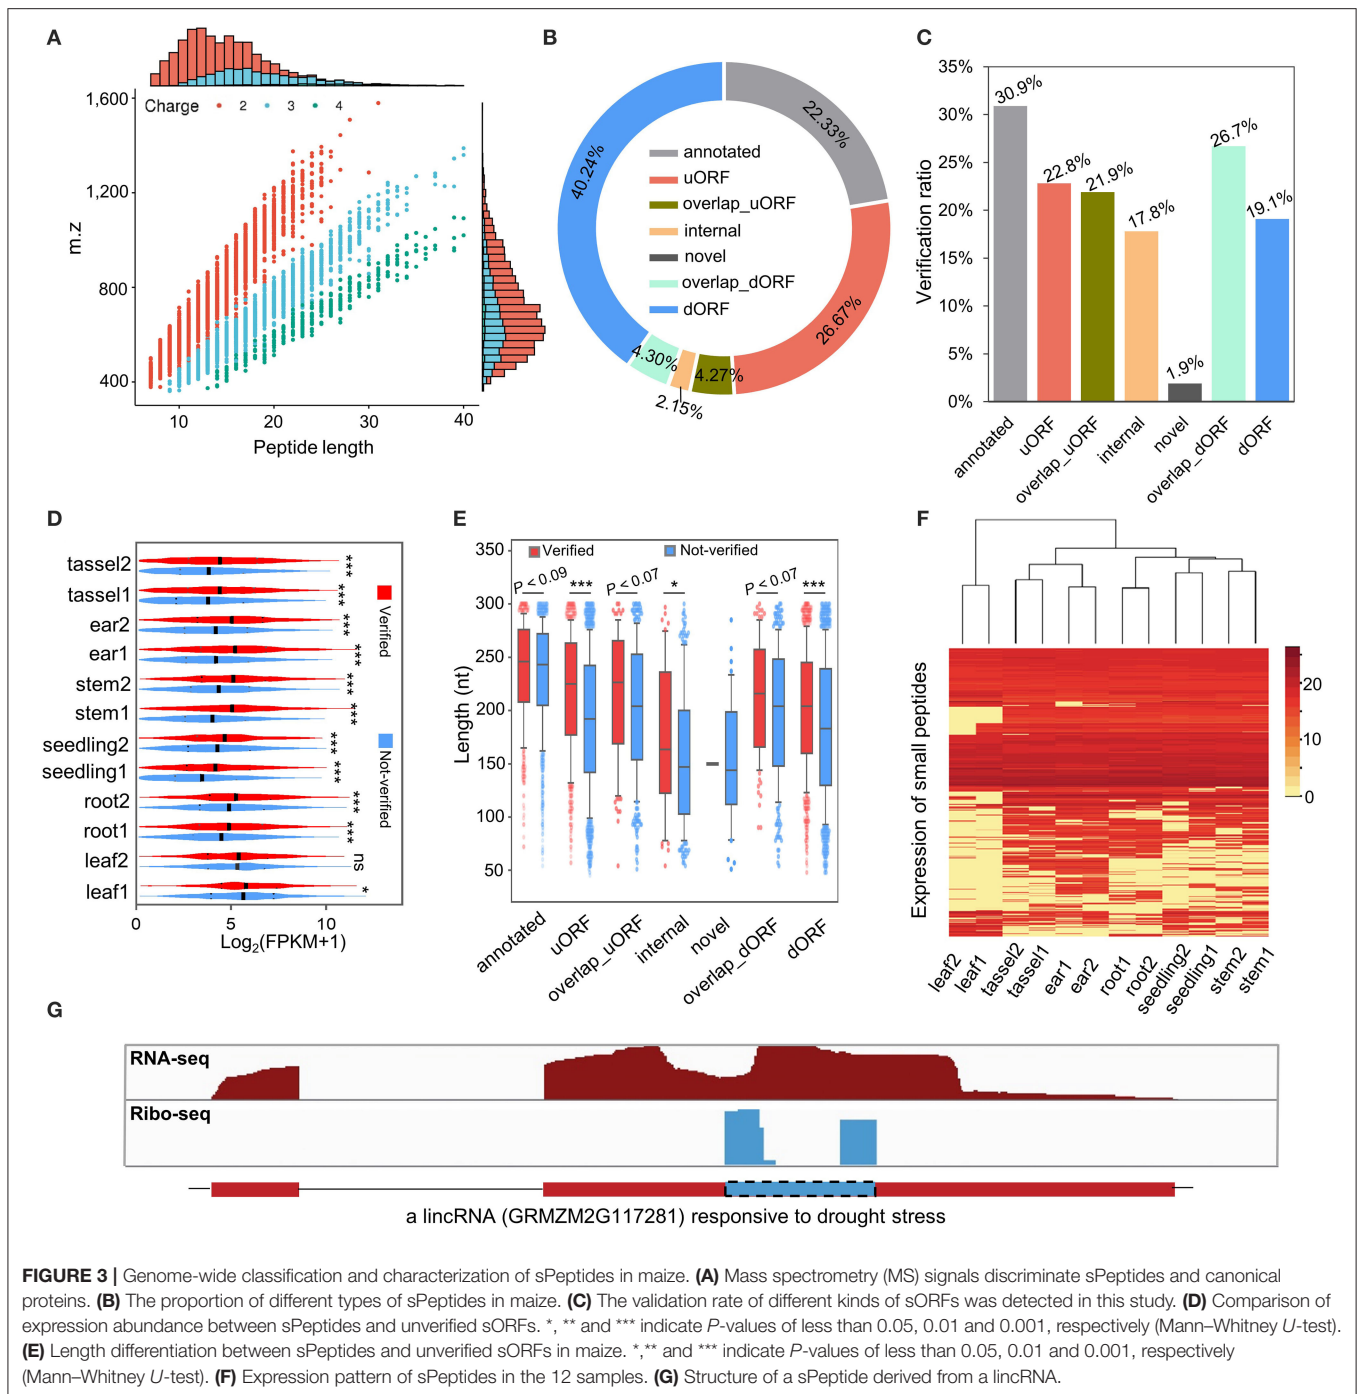 A
Charge 2 3 4
1,600
1,200
800
400
m.z
10 20 30 40
Peptide length
B
22.33%
26.67%
4.27%
2.15%
4.30%
40.24%
annotated
uORF
overlap_uORF
internal
novel
overlap_dORF
dORF
C
35%
30%
25%
20%
15%
10%
5%
0%
Verification ratio
30.9%
22.8%
21.9%
17.8%
1.9%
26.7%
19.1%
annotated
uORF
overlap_uORF
internal
novel
overlap_dORF
dORF
D
tassel2 ***
tassel1 ***
ear2 ***
ear1 ***
stem2 ***
stem1 ***
seedling2 ***
seedling1 ***
root2 ***
root1 ***
leaf2 ns
leaf1 *
Verified
Not-verified
0 5 10
Log2(FPKM+1)
E
Verified Not-verified
350
300
250
200
150
100
50
Length (nt)
P < 0.09
***
P < 0.07
*
P < 0.07
***
annotated
uORF
overlap_uORF
internal
novel
overlap_dORF
dORF
F
Expression of small peptides
20
10
0
leaf2
leaf1
tassel2
tassel1
ear1
ear2
root1
root2
seedling2
seedling1
stem2
stem1
G
RNA-seq
Ribo-seq
a lincRNA (GRMZM2G117281) responsive to drought stress
FIGURE 3 | Genome-wide classification and characterization of sPeptides in maize. (A) Mass spectrometry (MS) signals discriminate sPeptides and canonical
proteins. (B) The proportion of different types of sPeptides in maize. (C) The validation rate of different kinds of sORFs was detected in this study. (D) Comparison of
expression abundance between sPeptides and unverified sORFs. *, ** and *** indicate P-values of less than 0.05, 0.01 and 0.001, respectively (Mann–Whitney U-test).
(E) Length differentiation between sPeptides and unverified sORFs in maize. *,** and *** indicate P-values of less than 0.05, 0.01 and 0.001, respectively
(Mann–Whitney U-test). (F) Expression pattern of sPeptides in the 12 samples. (G) Structure of a sPeptide derived from a lincRNA.